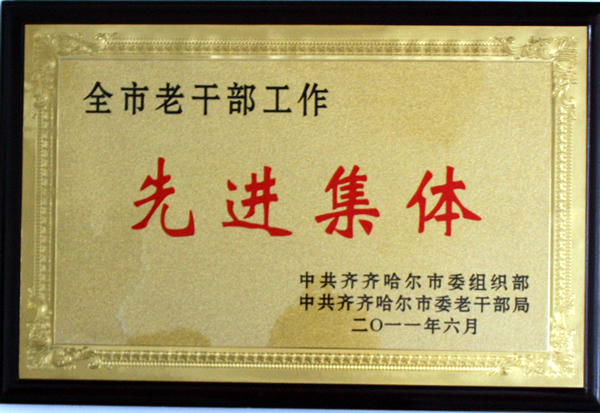 全市老干部工作
先进集体
中共齐齐哈尔市委组织部
中共齐齐哈尔市委老干部局
二〇一一年六月